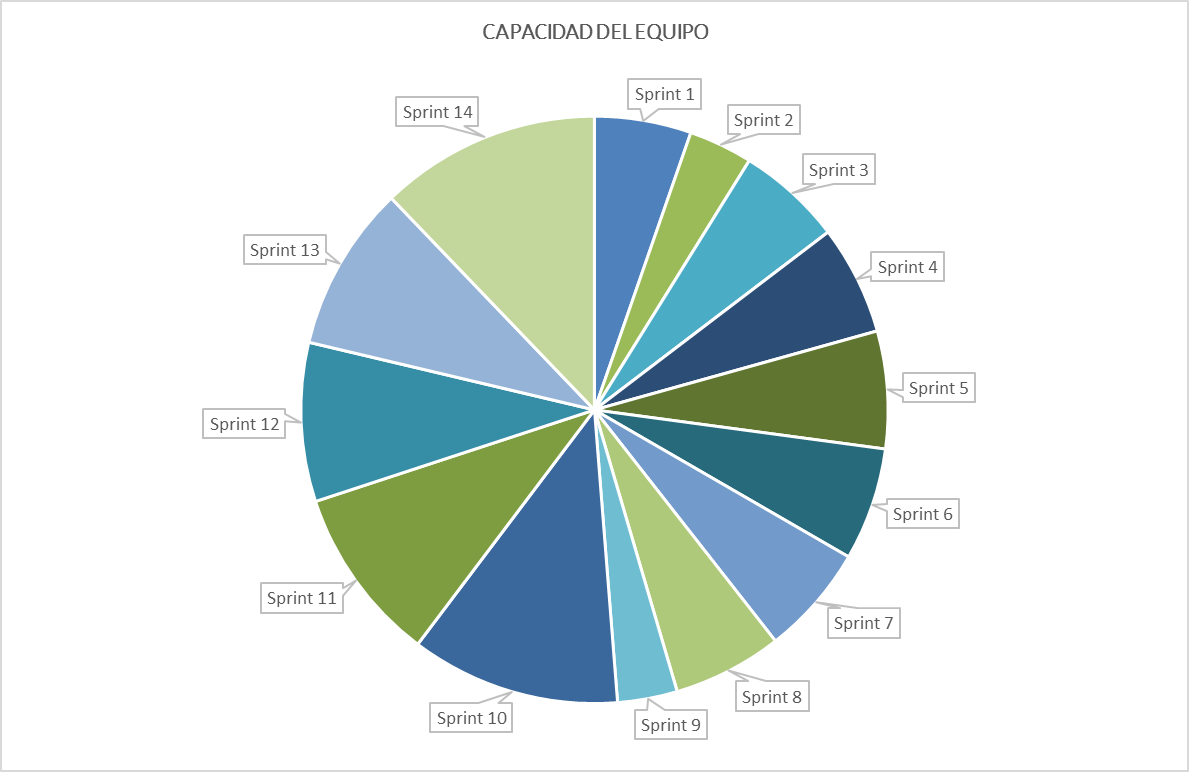 CAPACIDAD DEL EQUIPO
Sprint 1
Sprint 2
Sprint 3
Sprint 4
Sprint 5
Sprint 6
Sprint 7
Sprint 8
Sprint 9
Sprint 10
Sprint 11
Sprint 12
Sprint 13
Sprint 14